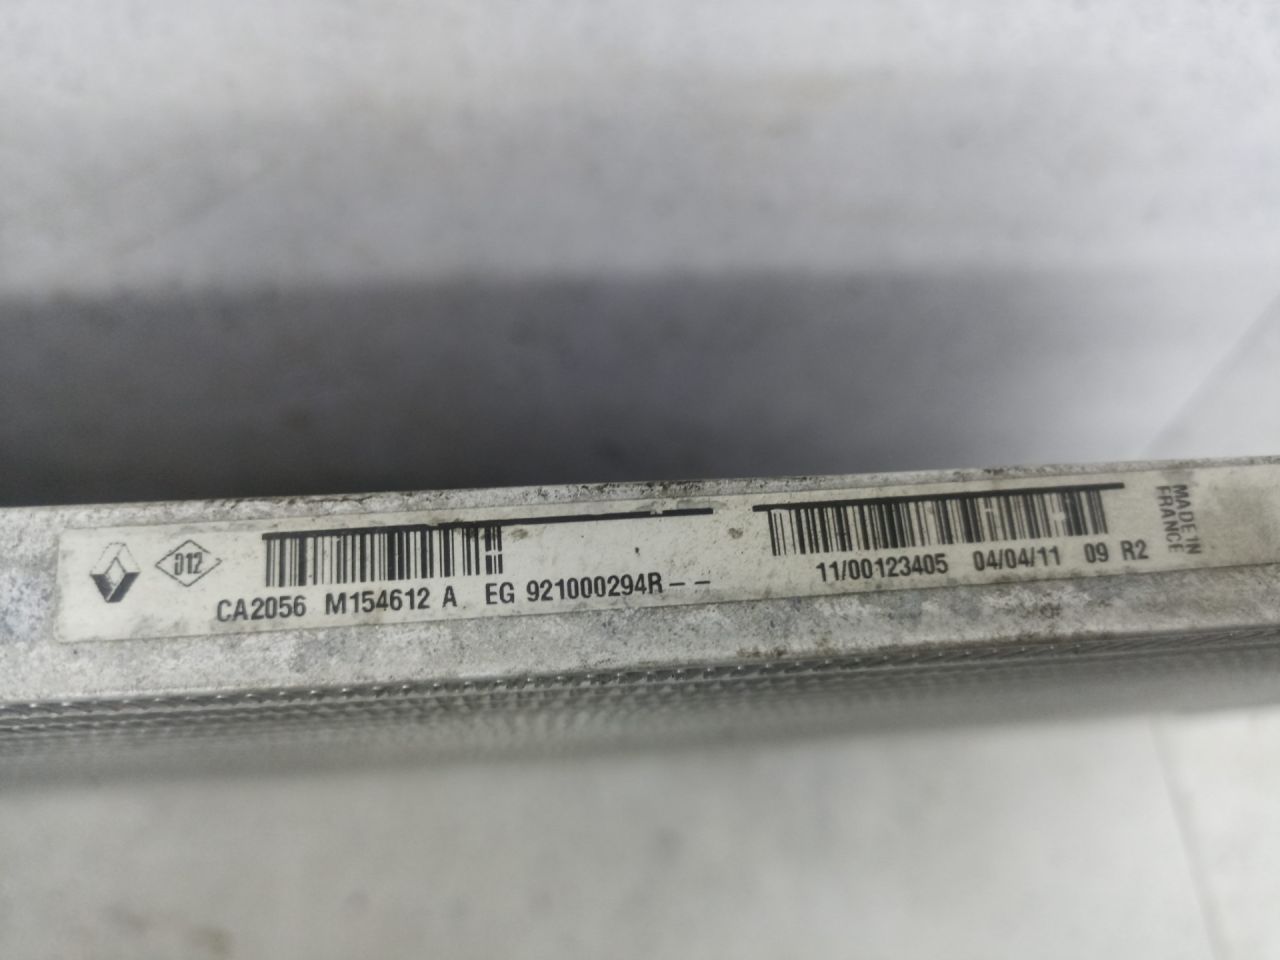 D12
CA2056 M154612 A EG 921000294R--
11/00123405 04/04/11 09 R2
MADE IN
FRANCE